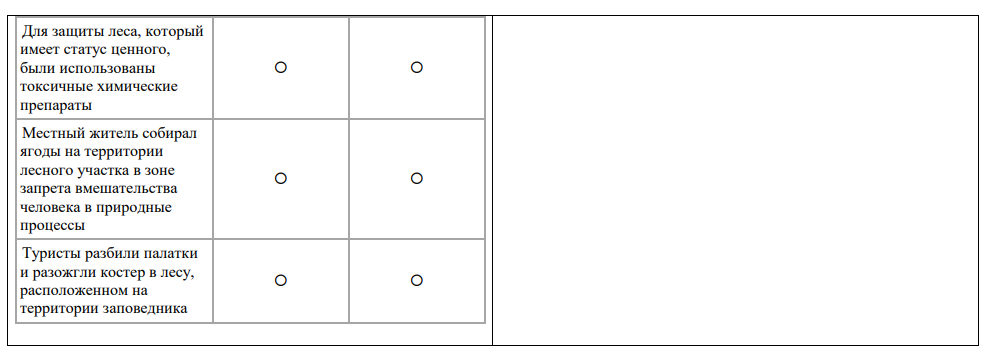 Для защиты леса, который
имеет статус ценного,
были использованы
токсичные химические
препараты
Местный житель собирал
ягоды на территории
лесного участка в зоне
запрета вмешательства
человека в природные
процессы
Туристы разбили палатки
и разожгли костер в лесу,
расположенном на
территории заповедника